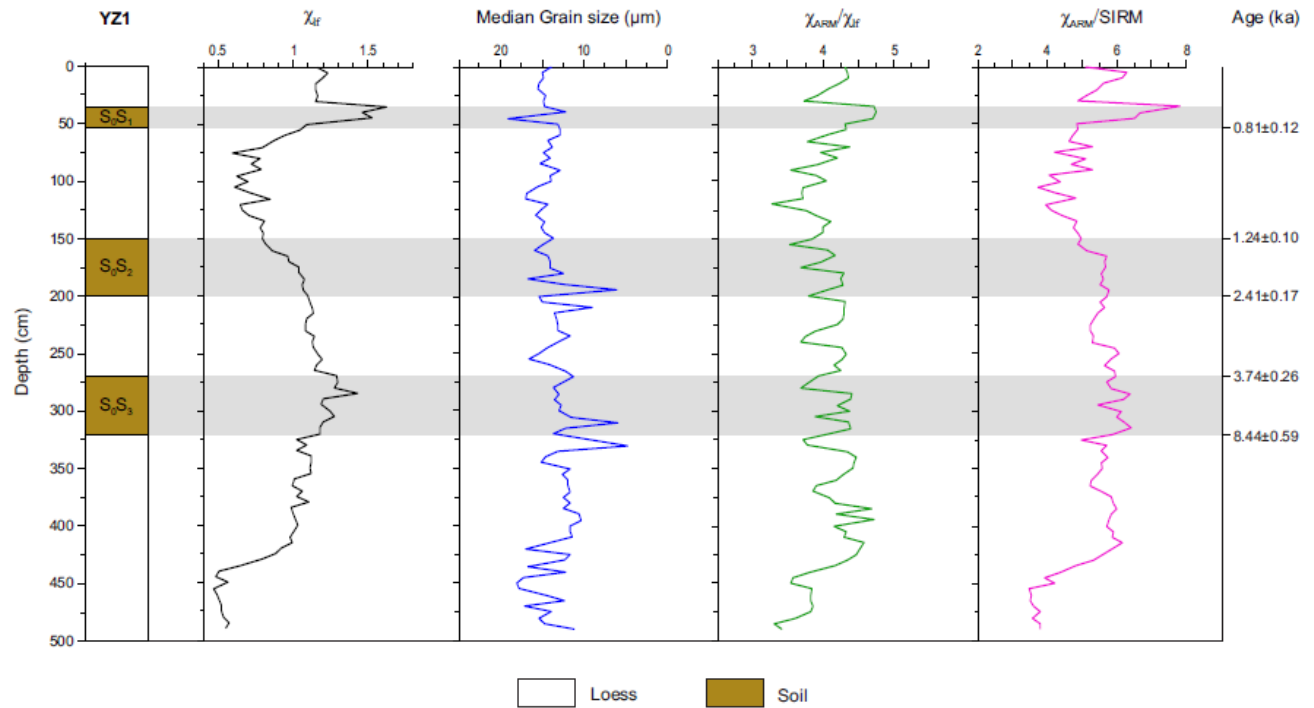 YZ1
χlf
Median Grain size (μm)
χARM/χlf
χARM/SIRM
Age (ka)
0.5 1 1.5
20 10 0
3 4 5
2 4 6 8
Depth (cm)
0
50
100
150
200
250
300
350
400
450
500
S0S1
S0S2
S0S3
0.81±0.12
1.24±0.10
2.41±0.17
3.74±0.26
8.44±0.59
Loess
Soil